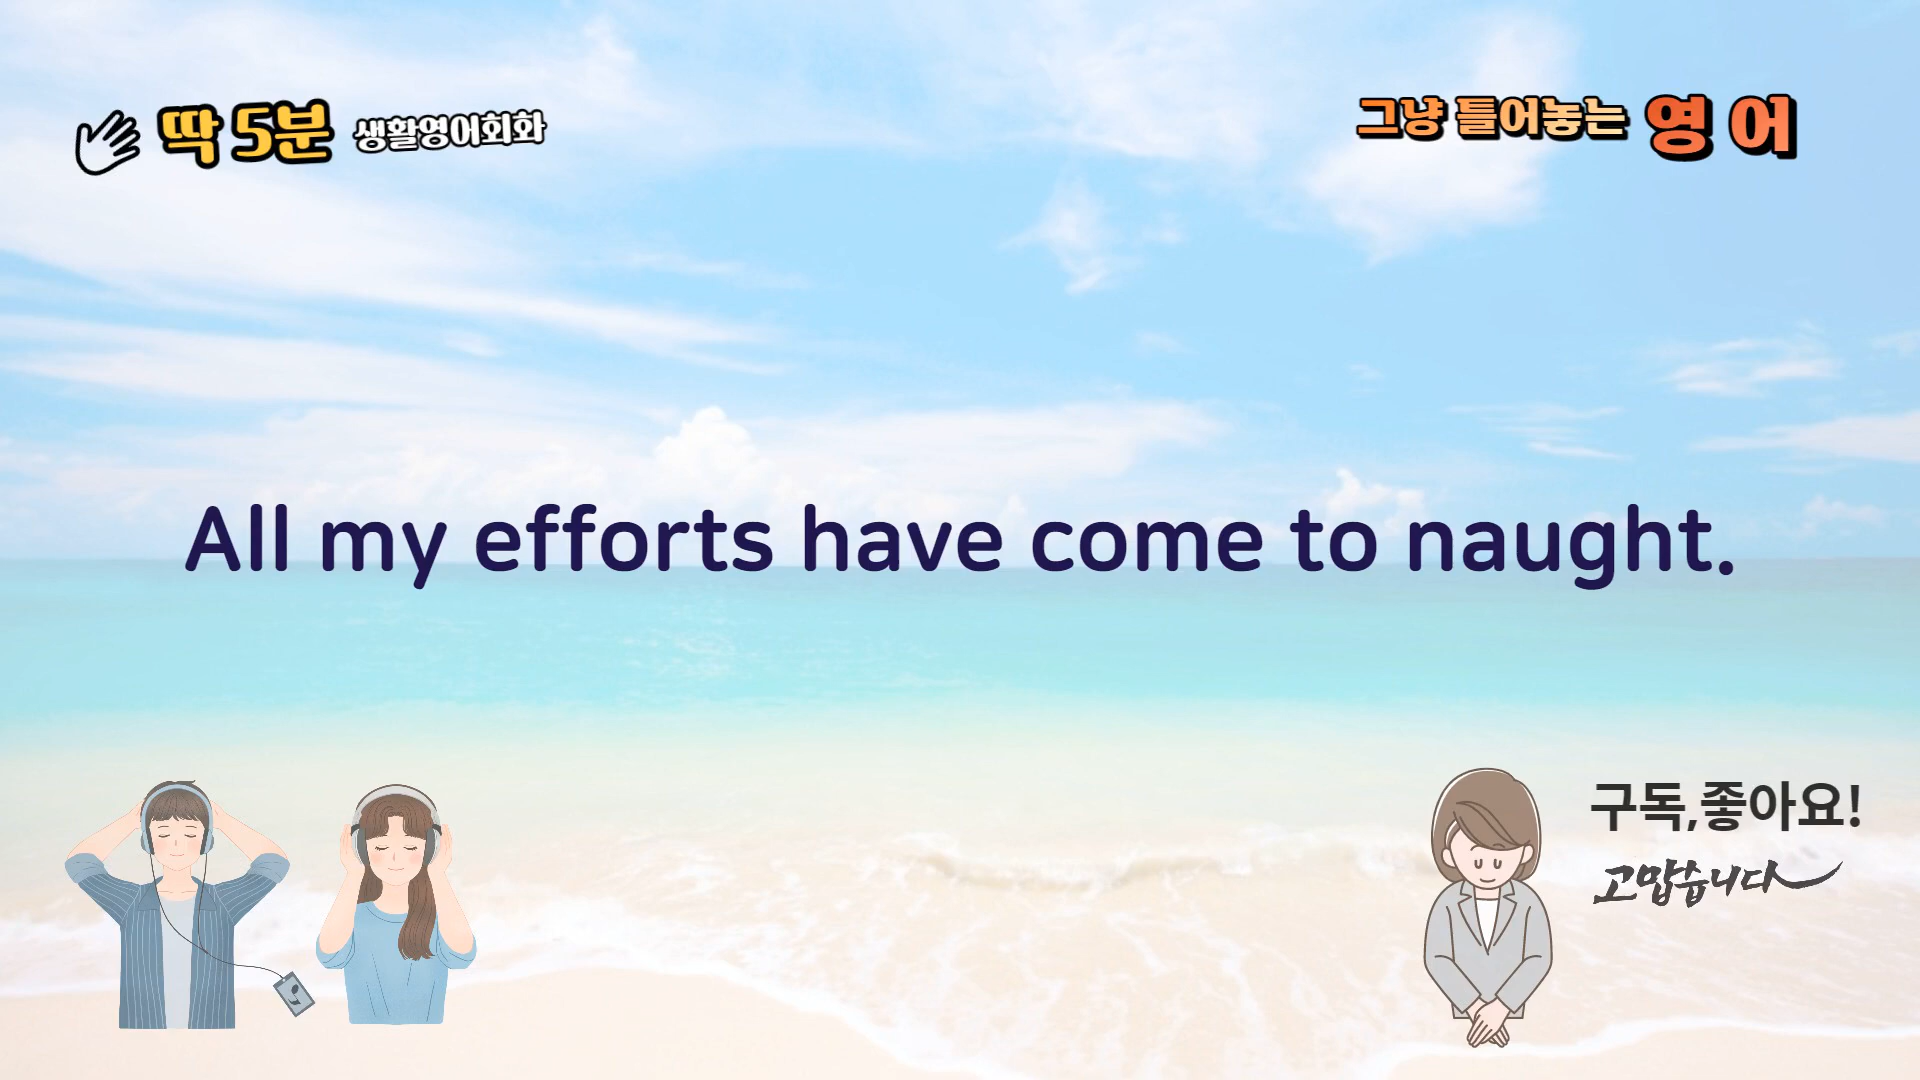 딱 5분 생활영어회화
그냥 틀어놓는 영어
All my efforts have come to naught.
구독,좋아요!
고맙습니다